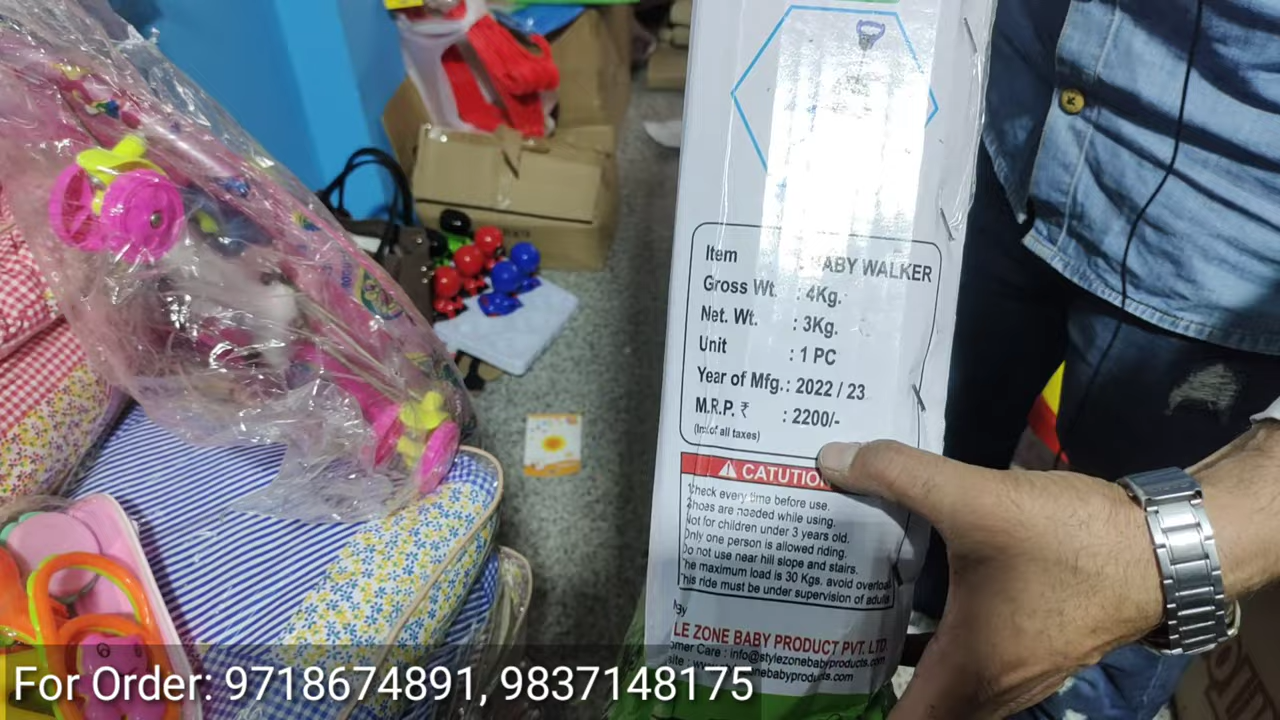 Item : BABY WALKER
Gross Wt. : 4Kg.
Net. Wt. : 3Kg.
Unit : 1 PC
Year of Mfg.: 2022 / 23
M.R.P. ₹ : 2200/-
(Incl of all taxes)
CATUTION
Check every time before use.
Shoes are needed while using.
Not for children under 3 years old.
Only one person is allowed riding.
Do not use near hill slope and stairs.
The maximum load is 30 Kgs. avoid overload
This ride must be under supervision of adults
LE ZONE BABY PRODUCT PVT. LTD.
omer Care : info@stylezonebabyproducts.com
For Order: 9718674891, 9837148175